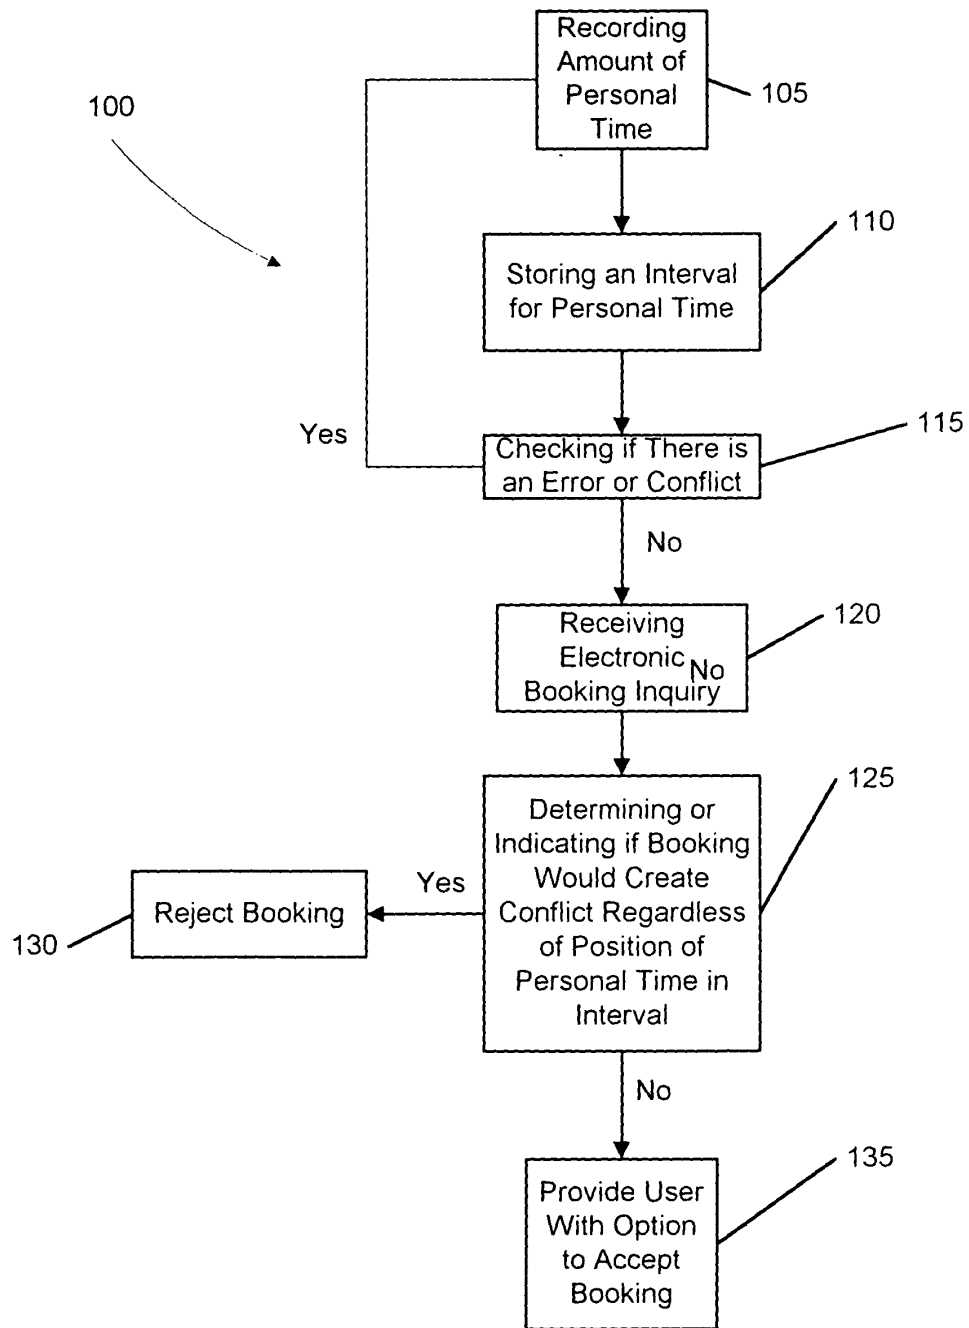 Recording
Amount of
Personal
Time
105
100
110
Storing an Interval
for Personal Time
115
Yes
Checking if There is
an Error or Conflict
No
120
Receiving
Electronic
No
Booking Inquiry
125
Determining or
Indicating if Booking
Would Create
Conflict Regardless
of Position of
Personal Time in
Interval
Yes
Reject Booking
130
No
135
Provide User
With Option
to Accept
Booking